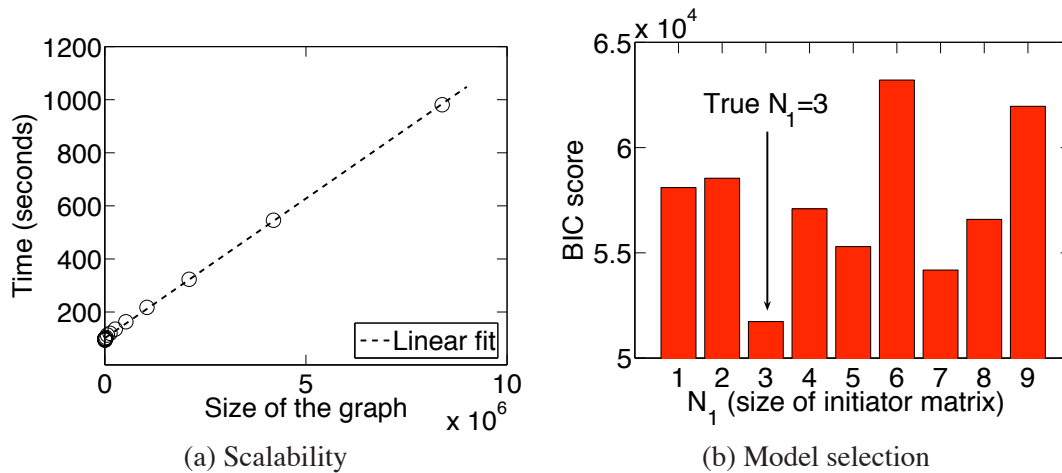 1200
1000
800
600
400
200
0
5
10
x 10^6
Time (seconds)
Size of the graph
Linear fit
(a) Scalability
x 10^4
6.5
6
5.5
5
BIC score
True N_1=3
1 2 3 4 5 6 7 8 9
N_1 (size of initiator matrix)
(b) Model selection